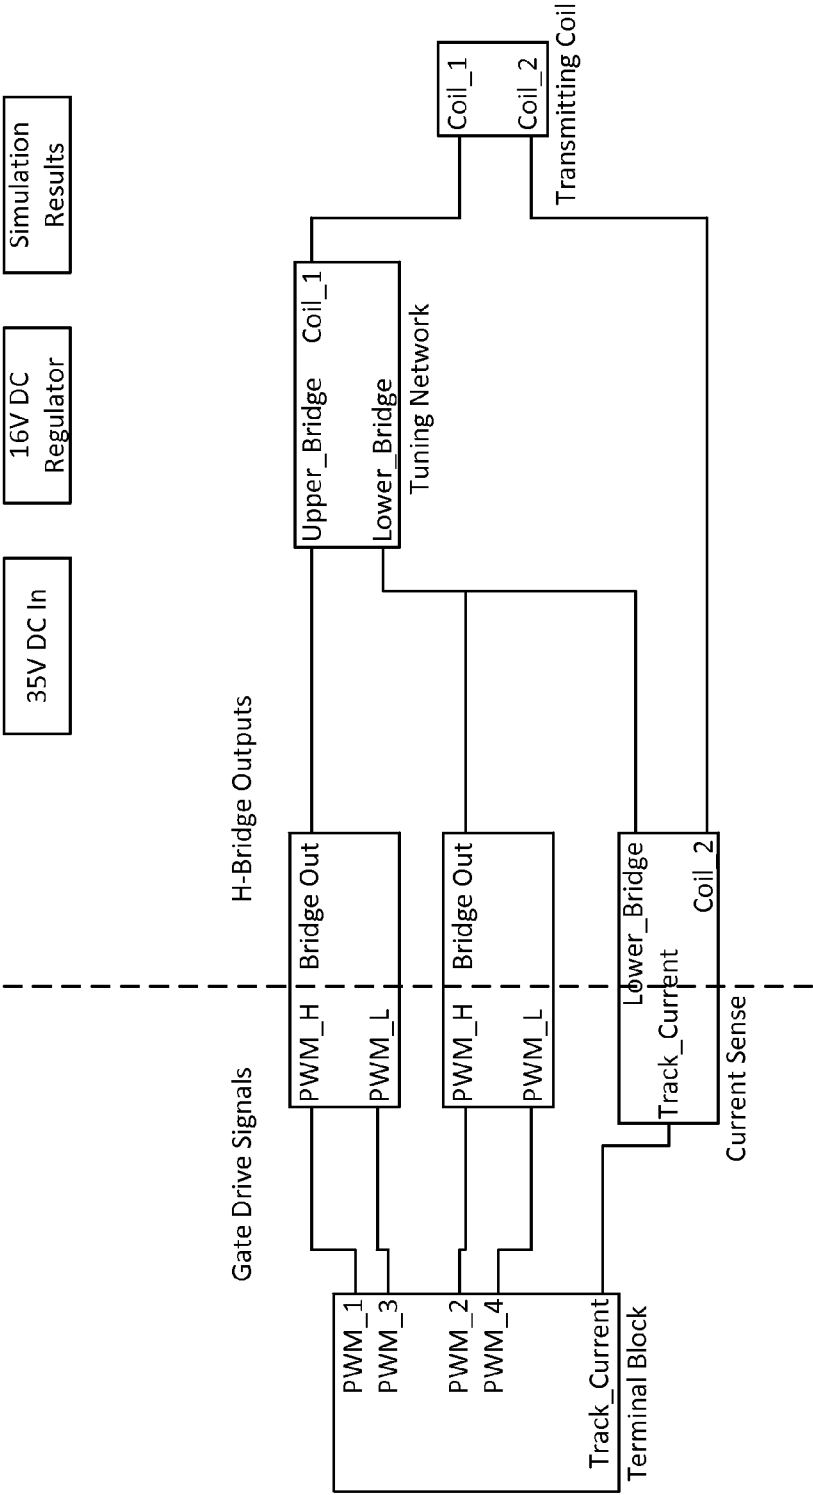 35V DC In
16V DC
Regulator
Simulation
Results
Gate Drive Signals
H-Bridge Outputs
PWM_1
PWM_3
PWM_2
PWM_4
Track_Current
Terminal Block
PWM_H
Bridge Out
PWM_L
PWM_H
Bridge Out
PWM_L
Lower_Bridge
Track_Current
Coil_2
Current Sense
Upper_Bridge
Coil_1
Lower_Bridge
Tuning Network
Coil_1
Coil_2
Transmitting Coil